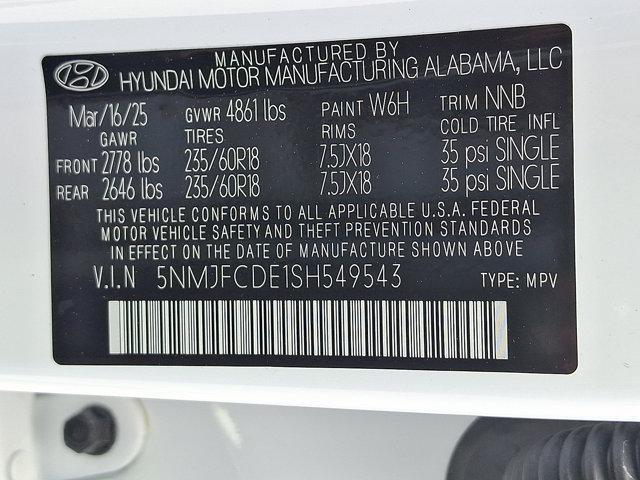 MANUFACTURED BY
HYUNDAI MOTOR MANUFACTURING ALABAMA, LLC
Mar/16/25 GVWR 4861 lbs PAINT W6H TRIM NNB
GAWR TIRES RIMS COLD TIRE INFL
FRONT 2778 lbs 235/60R18 7.5JX18 35 psi SINGLE
REAR 2646 lbs 235/60R18 7.5JX18 35 psi SINGLE
THIS VEHICLE CONFORMS TO ALL APPLICABLE U.S.A. FEDERAL
MOTOR VEHICLE SAFETY AND THEFT PREVENTION STANDARDS
IN EFFECT ON THE DATE OF MANUFACTURE SHOWN ABOVE
V.I.N 5NMJFCDE1SH549543 TYPE: MPV